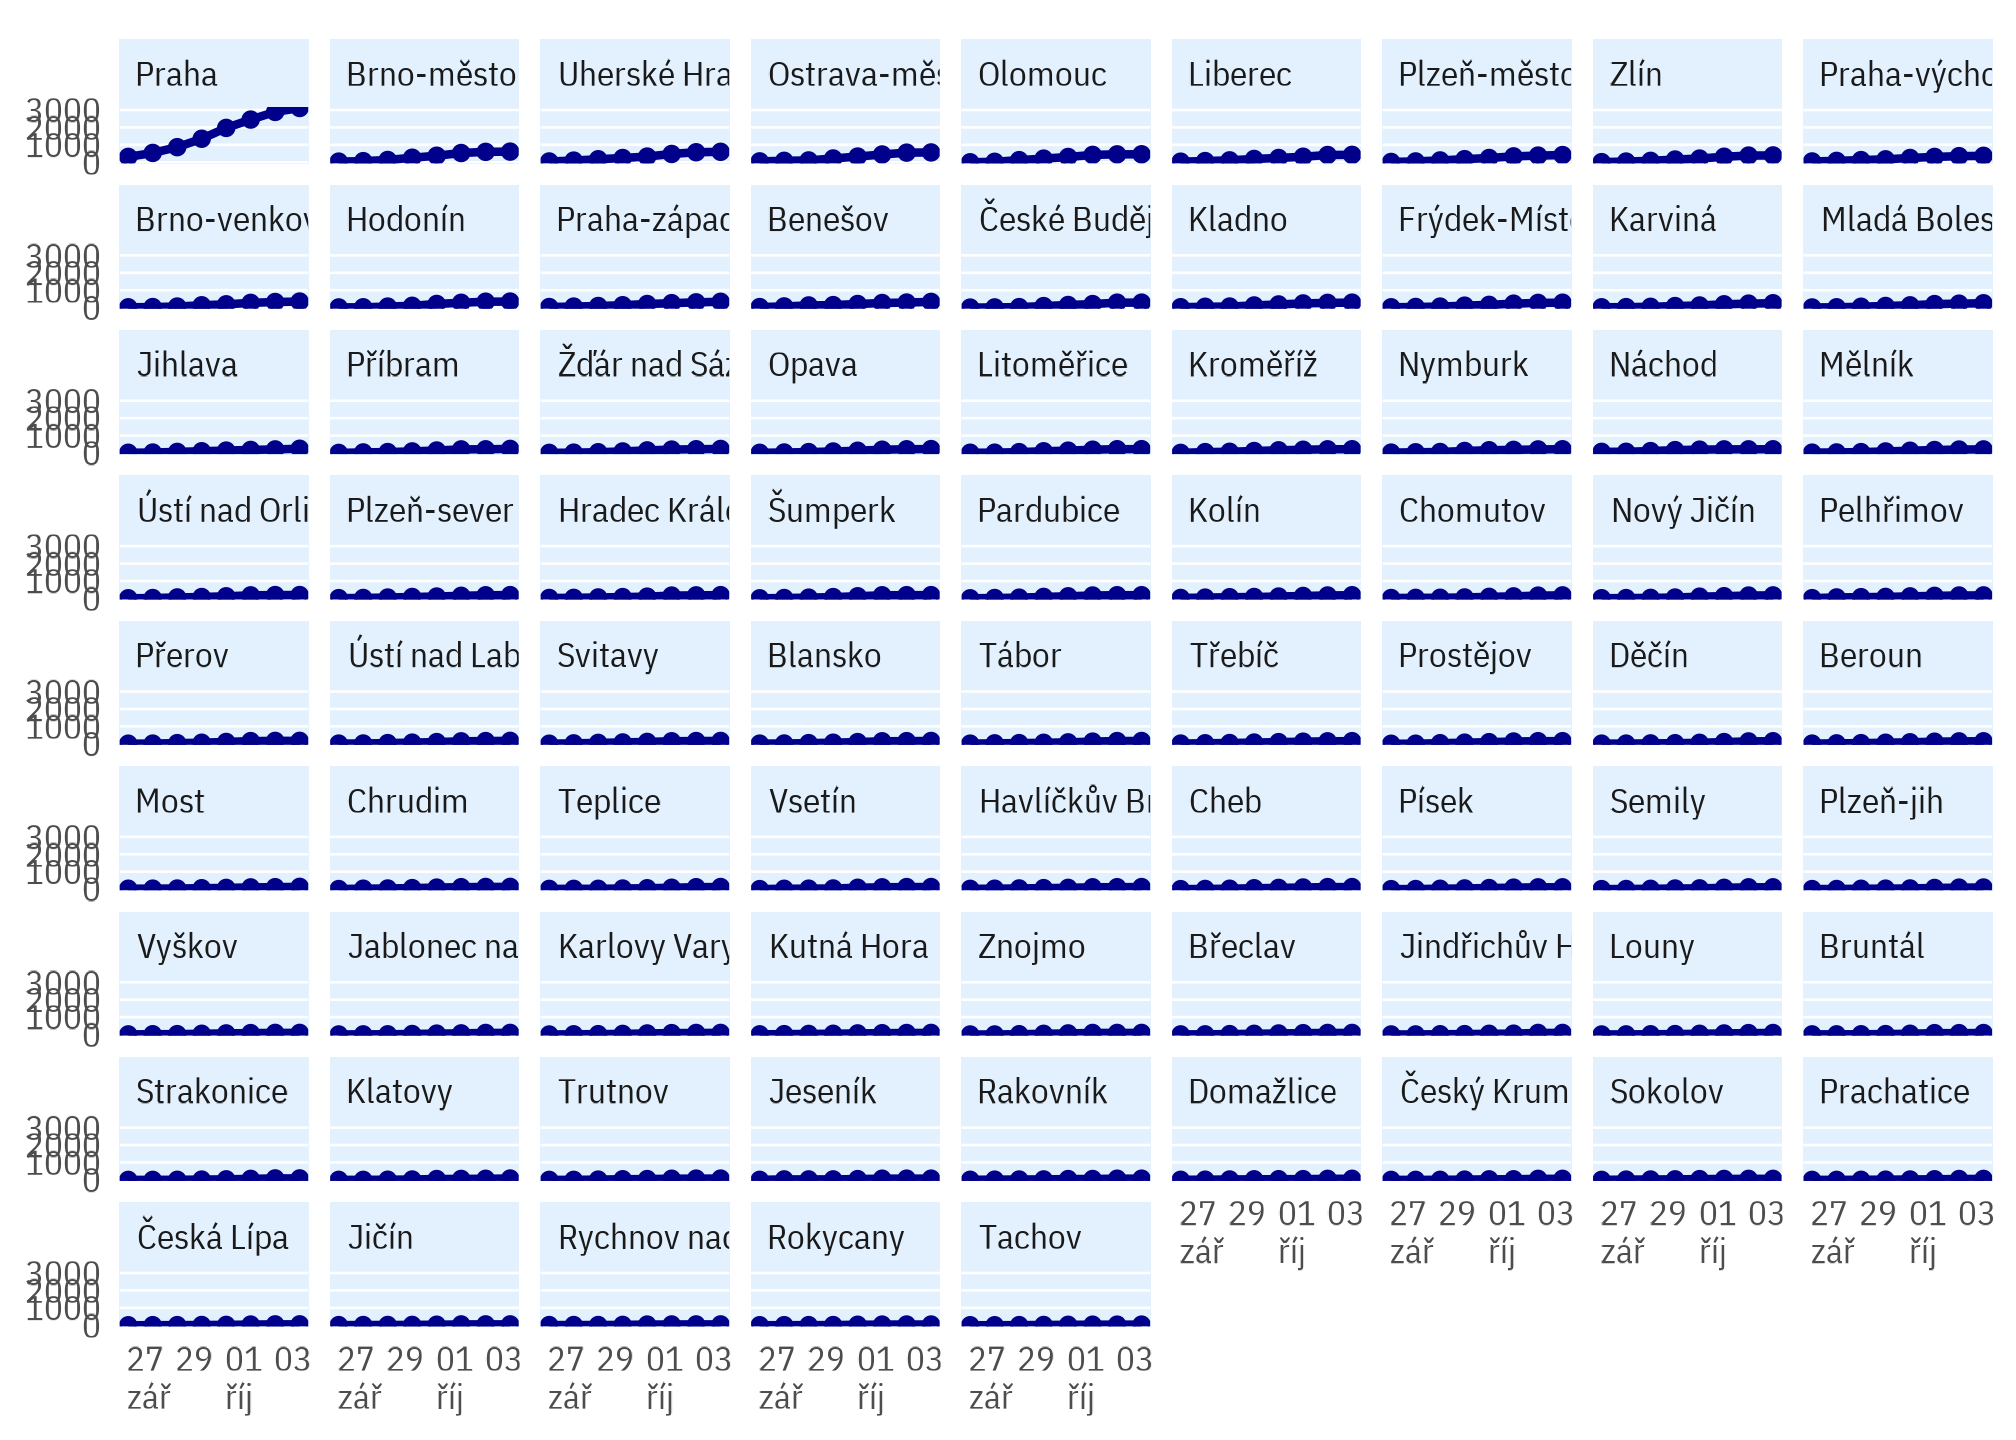 Praha Brno-město Uherské Hra Ostrava-měs Olomouc Liberec Plzeň-město Zlín Praha-výcho
3000
2000
1000
0
Brno-venkov Hodonín Praha-západ Benešov České Buděj Kladno Frýdek-Míste Karviná Mladá Boles
3000
2000
1000
0
Jihlava Příbram Žďár nad Sáz Opava Litoměřice Kroměříž Nymburk Náchod Mělník
3000
2000
1000
0
Ústí nad Orli Plzeň-sever Hradec Králo Šumperk Pardubice Kolín Chomutov Nový Jičín Pelhřimov
3000
2000
1000
0
Přerov Ústí nad Lab Svitavy Blansko Tábor Třebíč Prostějov Děčín Beroun
3000
2000
1000
0
Most Chrudim Teplice Vsetín Havlíčkův Br Cheb Písek Semily Plzeň-jih
3000
2000
1000
0
Vyškov Jablonec na Karlovy Vary Kutná Hora Znojmo Břeclav Jindřichův H Louny Bruntál
3000
2000
1000
0
Strakonice Klatovy Trutnov Jeseník Rakovník Domažlice Český Krum Sokolov Prachatice
3000
2000
1000
0
27 29 01 03 27 29 01 03 27 29 01 03 27 29 01 03
zář říj zář říj zář říj zář říj
Česká Lípa Jičín Rychnov nad Rokycany Tachov
3000
2000
1000
0
27 29 01 03 27 29 01 03 27 29 01 03 27 29 01 03 27 29 01 03
zář říj zář říj zář říj zář říj zář říj